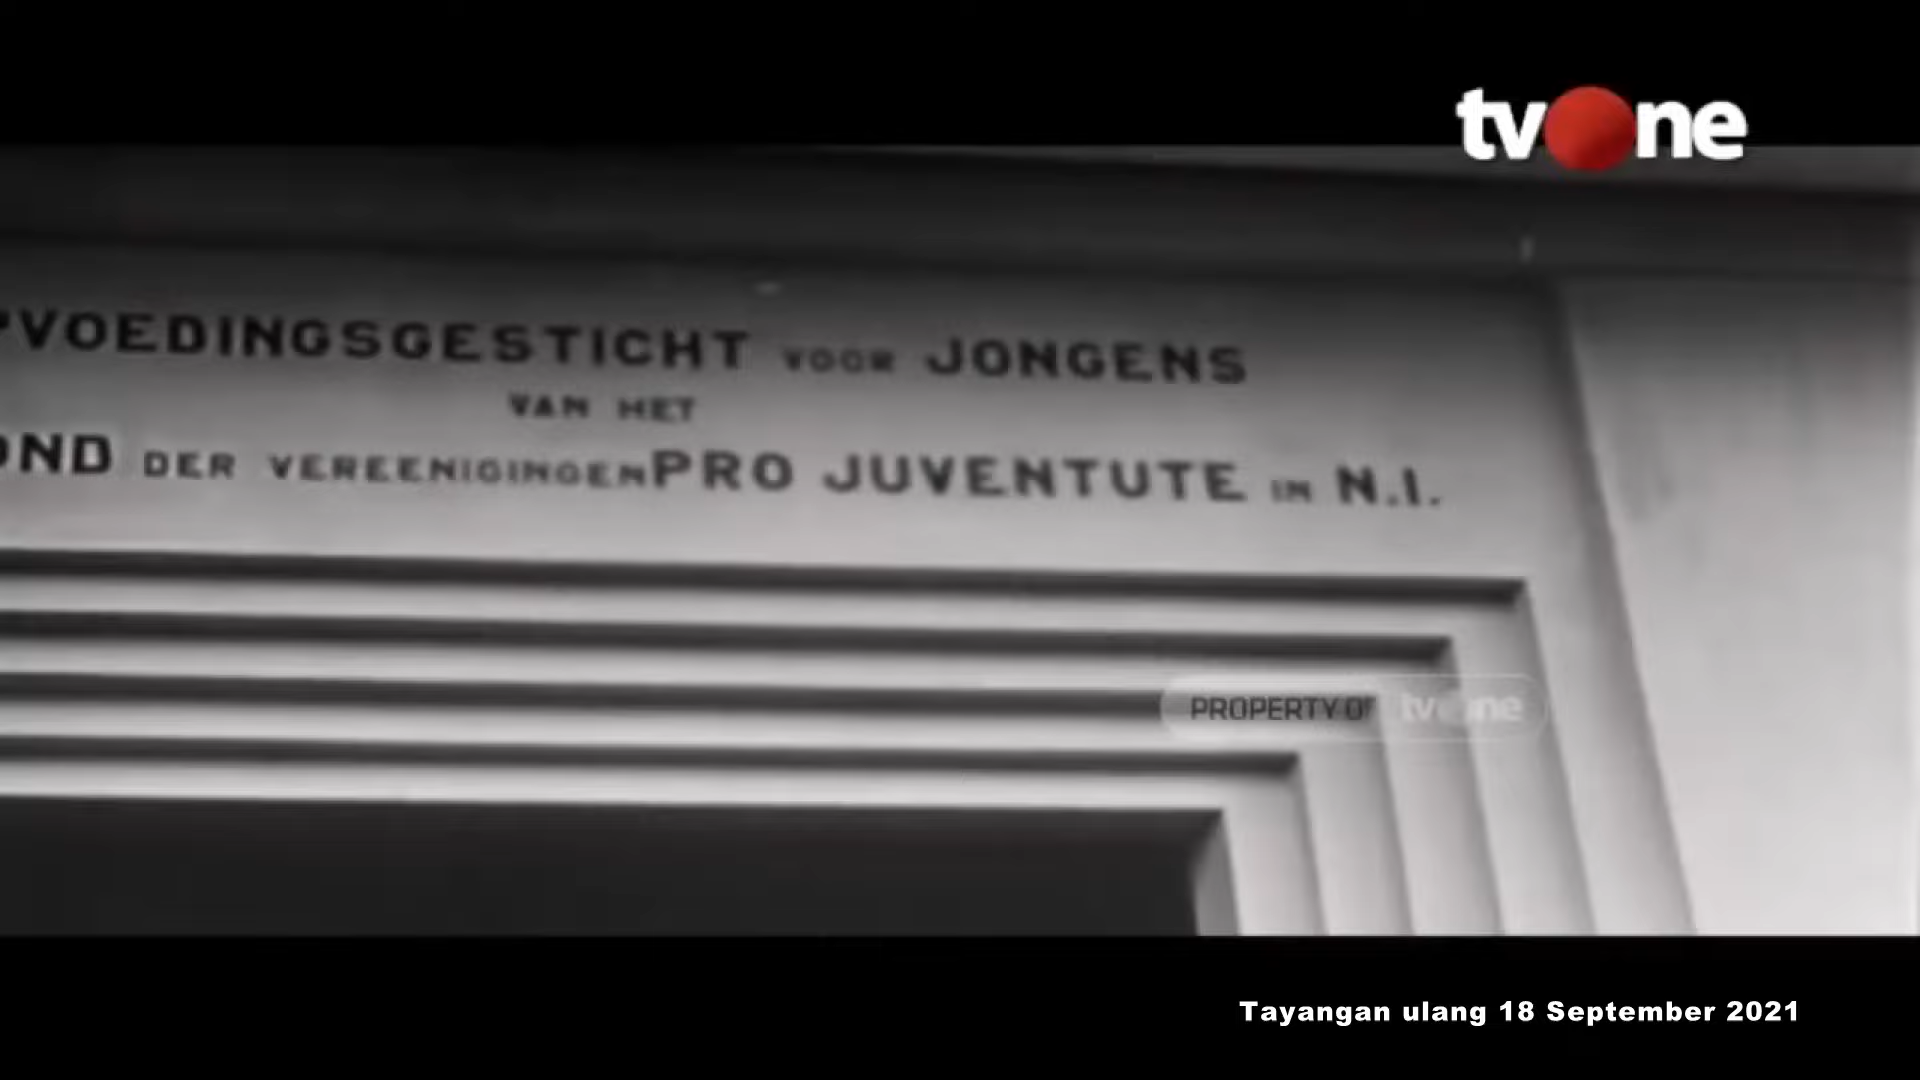 tvOne
PVOEDINGSGESTICHT VOOR JONGENS
VAN HET
OND DER VEREENIGINGEN PRO JUVENTUTE IN N.I.
PROPERTY OF tvOne
Tayangan ulang 18 September 2021